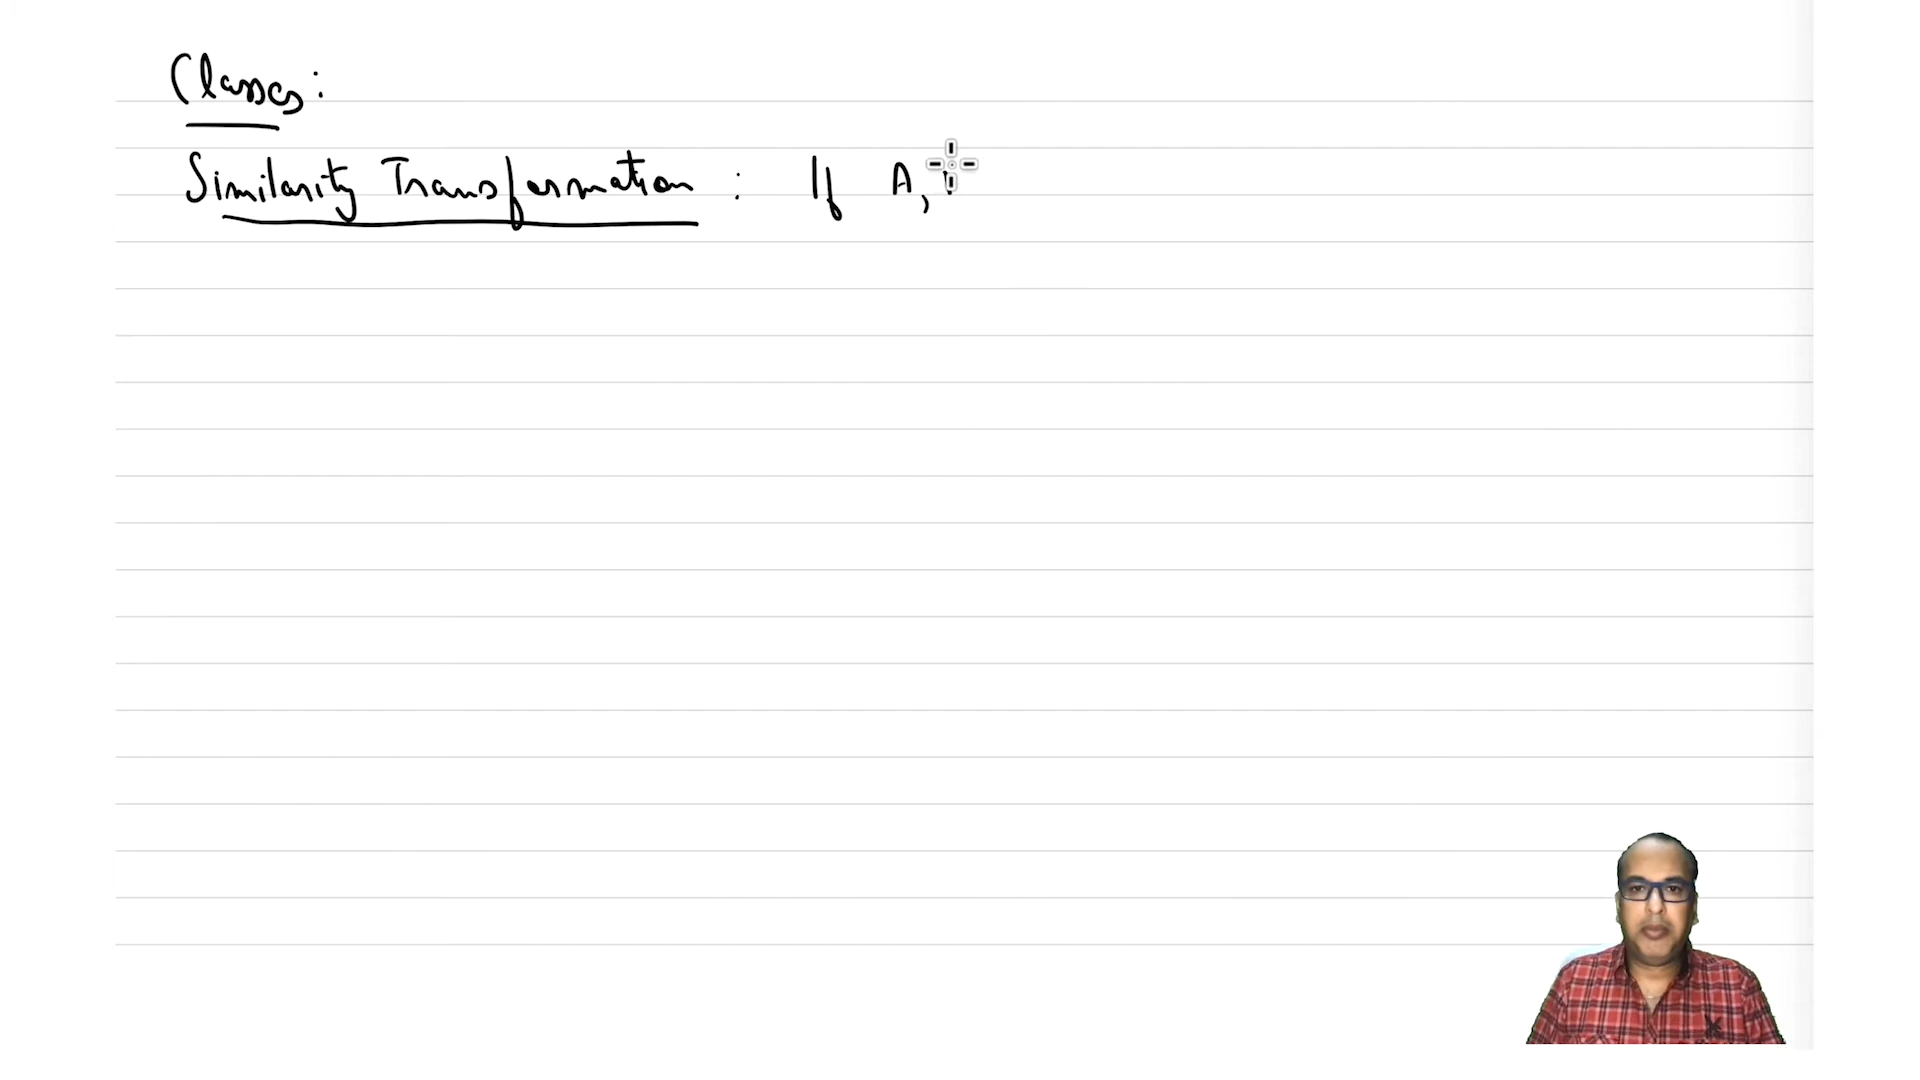 Classes:
Similarity Transformation : If A,